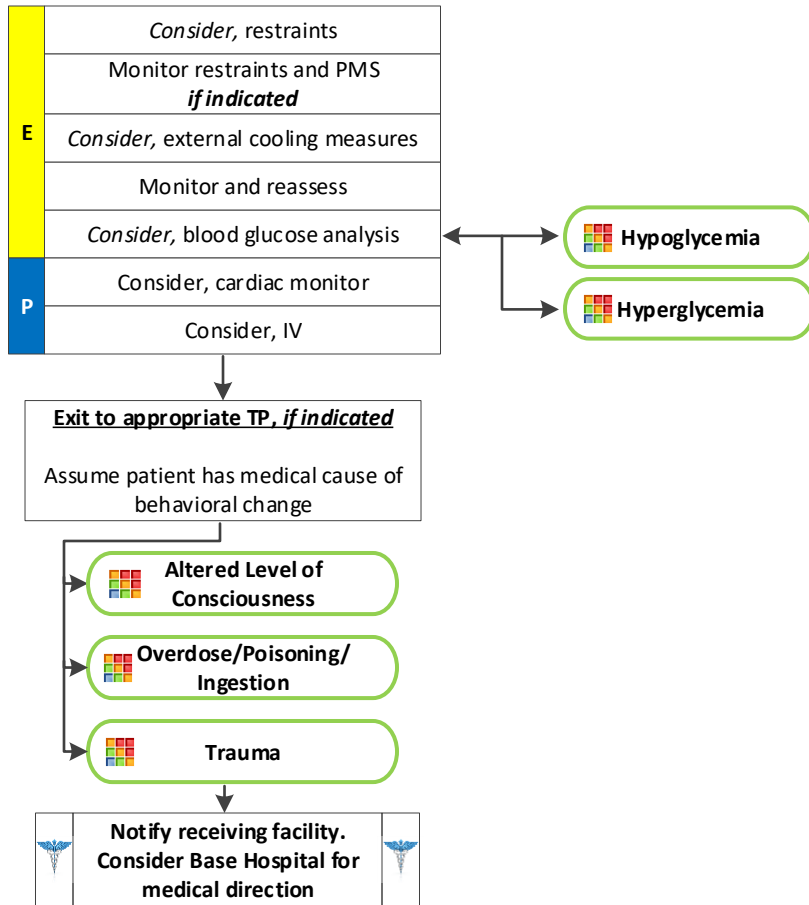 Consider, restraints
Monitor restraints and PMS
if indicated
E
Consider, external cooling measures
Monitor and reassess
Consider, blood glucose analysis
Hypoglycemia
P
Consider, cardiac monitor
Hyperglycemia
Consider, IV
Exit to appropriate TP, if indicated
Assume patient has medical cause of
behavioral change
Altered Level of
Consciousness
Overdose/Poisoning/
Ingestion
Trauma
Notify receiving facility.
Consider Base Hospital for
medical direction